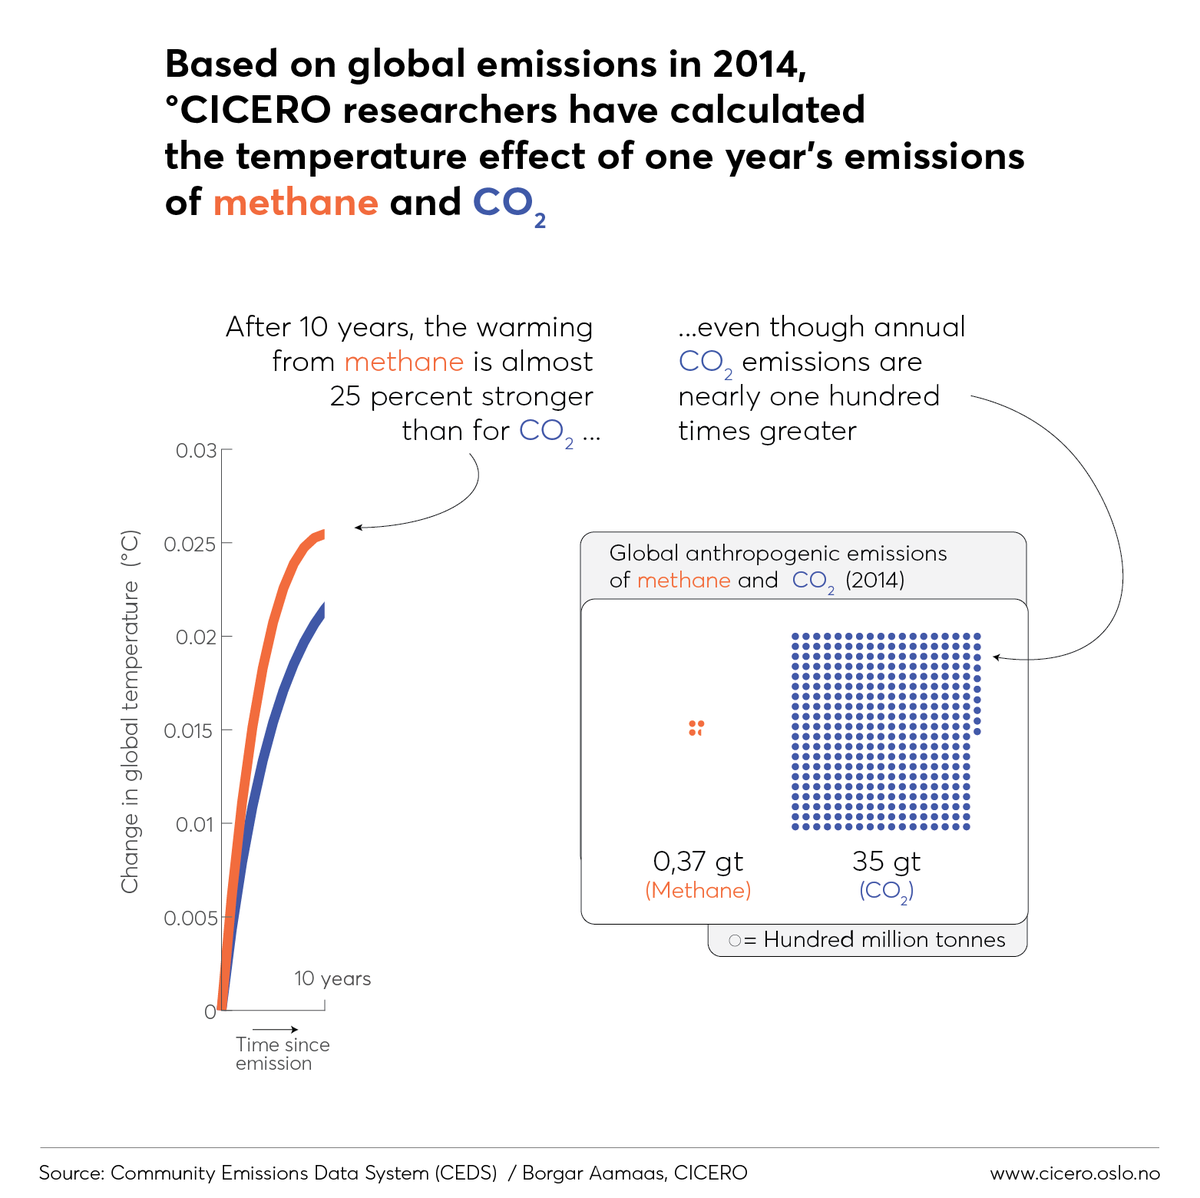 Based on global emissions in 2014,
°CICERO researchers have calculated
the temperature effect of one year's emissions
of methane and CO2
After 10 years, the warming
from methane is almost
25 percent stronger
than for CO2 ...
...even though annual
CO2 emissions are
nearly one hundred
times greater
Change in global temperature (°C)
0.03
0.025
0.02
0.015
0.01
0.005
0
10 years
Time since
emission
Global anthropogenic emissions
of methane and CO2 (2014)
0,37 gt
(Methane)
35 gt
(CO2)
= Hundred million tonnes
Source: Community Emissions Data System (CEDS) / Borgar Aamaas, CICERO
www.cicero.oslo.no